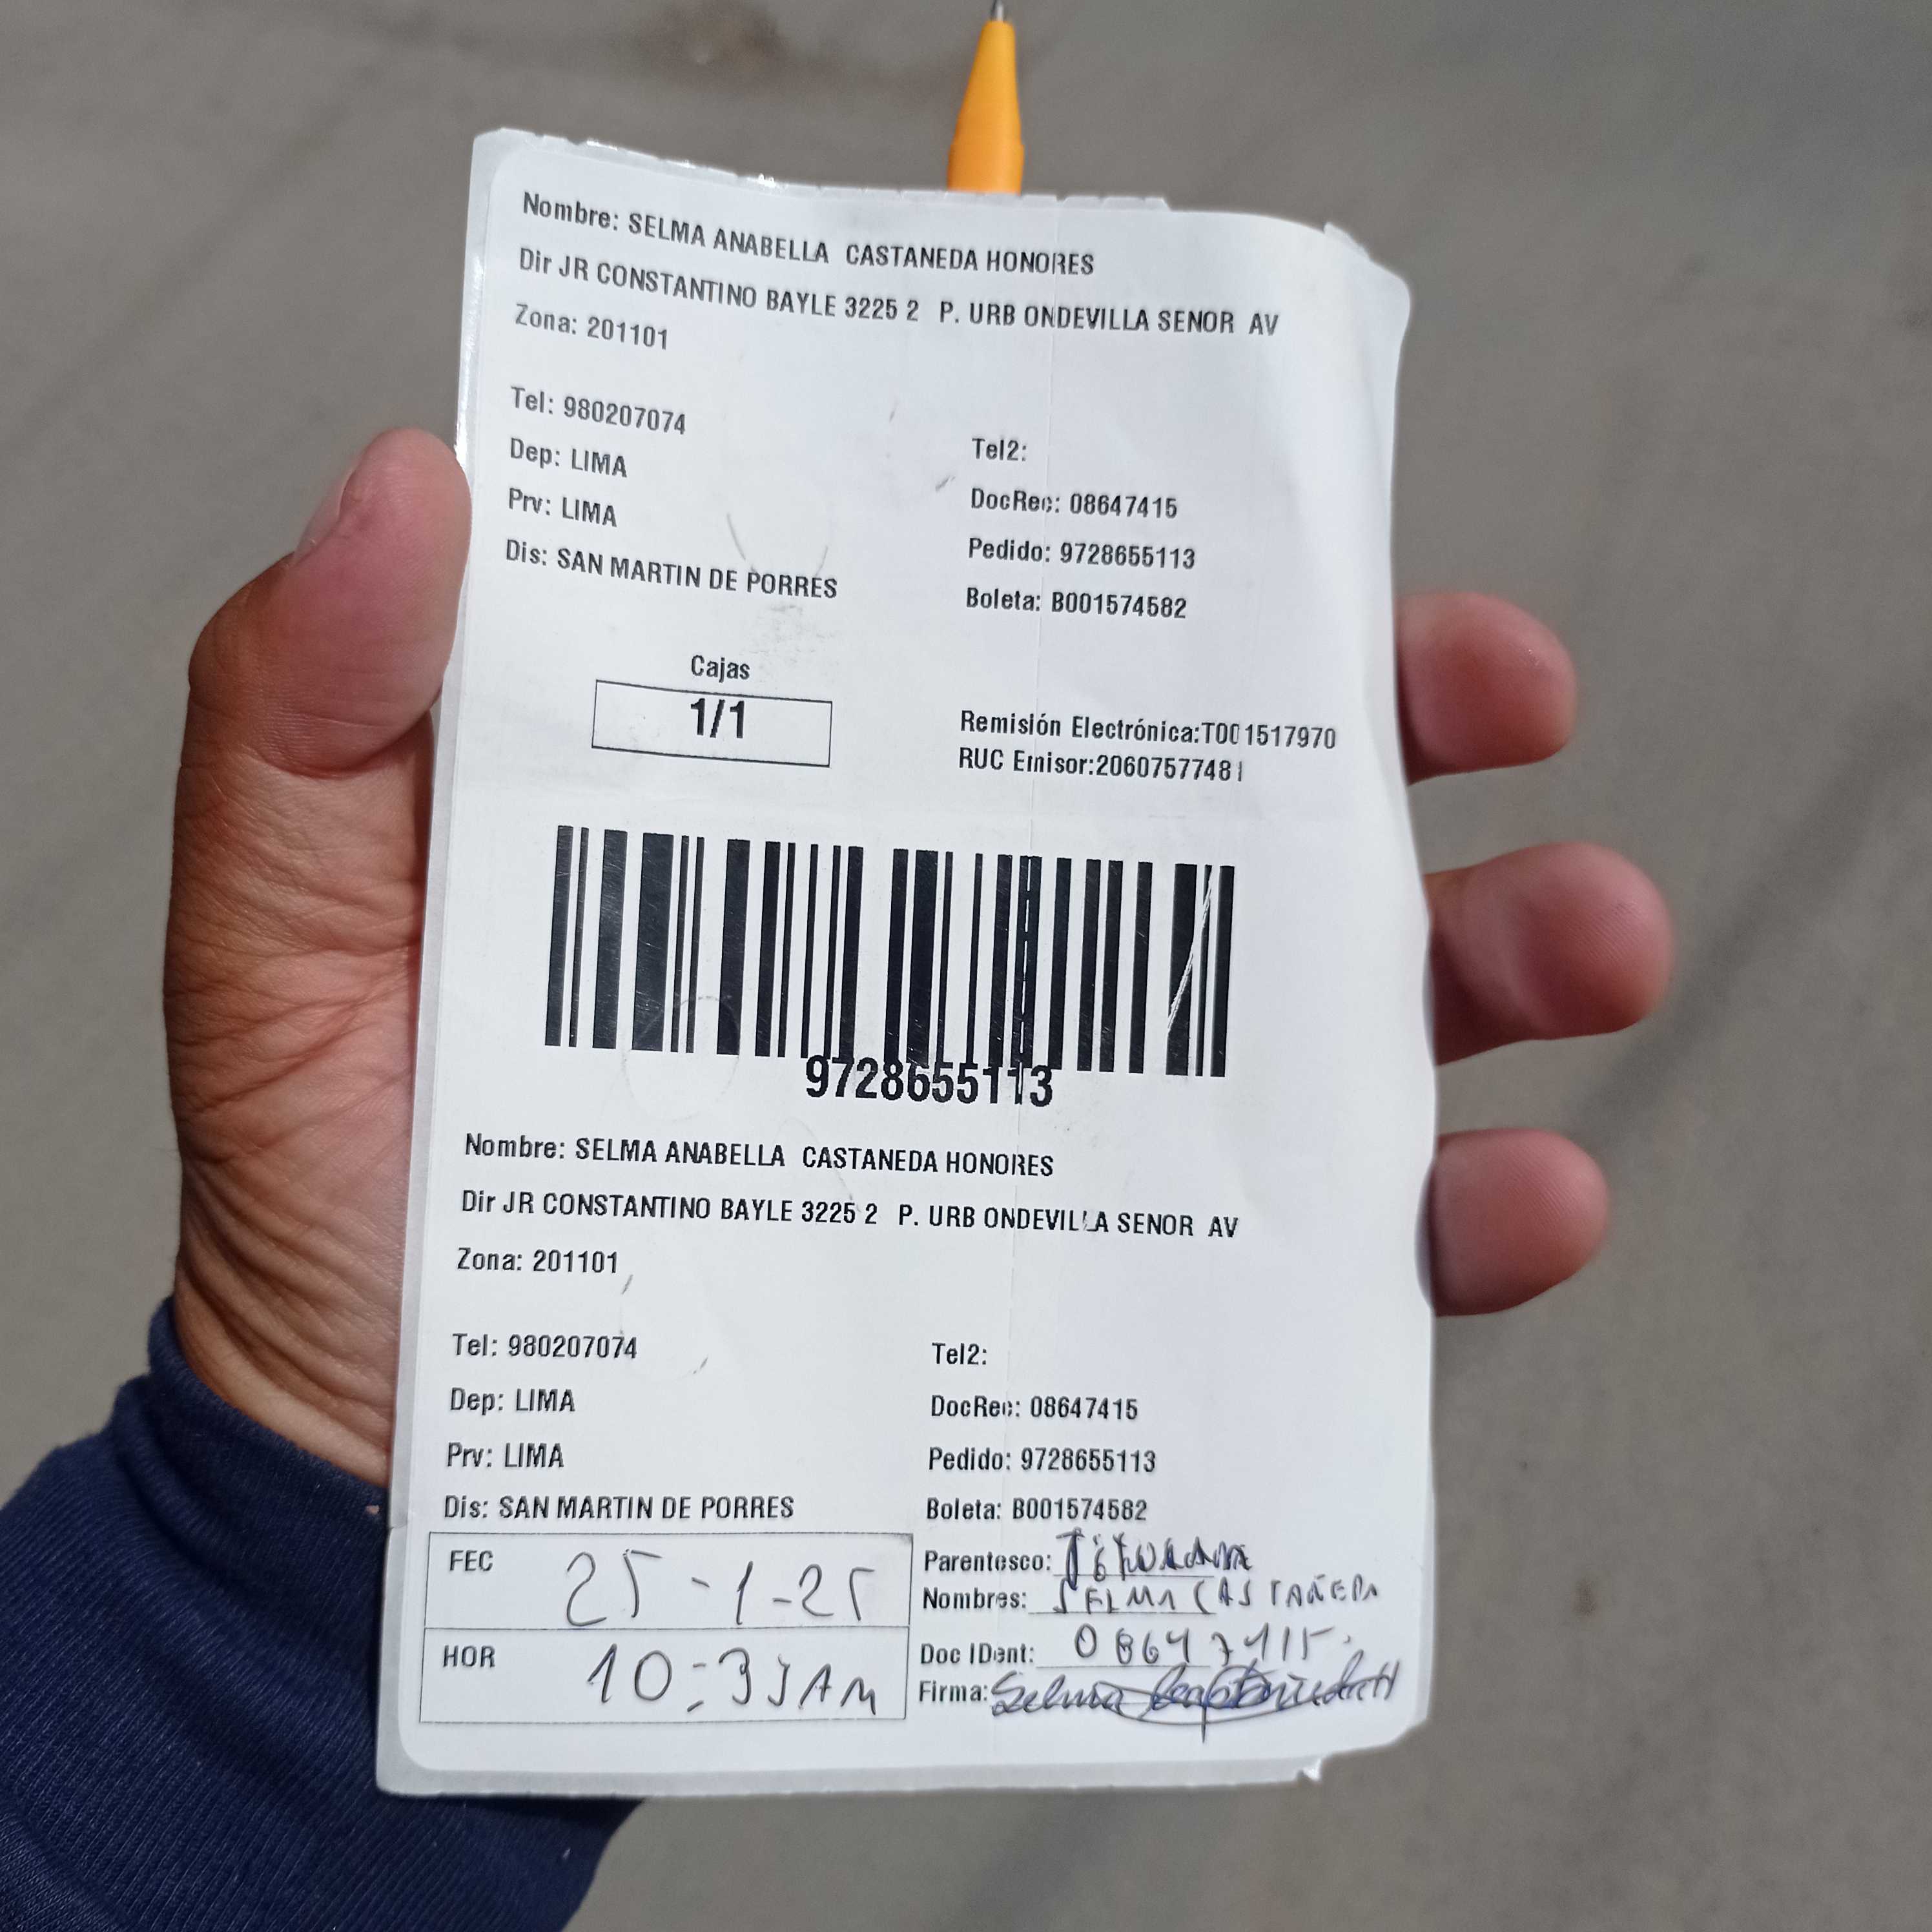 Nombre: SELMA ANABELLA CASTANEDA HONORES
Dir JR CONSTANTINO BAYLE 3225 2 P. URB ONDEVILLA SENOR AV
Zona: 201101
Tel: 980207074
Tel2:
Dep: LIMA
DocRec: 08647415
Prv: LIMA
Pedido: 9728655113
Dis: SAN MARTIN DE PORRES
Boleta: B001574582
Cajas
1/1
Remisión Electrónica:T001517970
RUC Emisor:20607577481
9728655113
Nombre: SELMA ANABELLA CASTANEDA HONORES
Dir JR CONSTANTINO BAYLE 3225 2 P. URB ONDEVILLA SENOR AV
Zona: 201101
Tel: 980207074
Tel2:
Dep: LIMA
DocRec: 08647415
Prv: LIMA
Pedido: 9728655113
Dis: SAN MARTIN DE PORRES
Boleta: B001574582
FEC 25-1-25
Parentesco:
Nombres: SELMA CASTAÑEDA
HOR 10:33AM
Doc IDent: 08647415
Firma: Selma